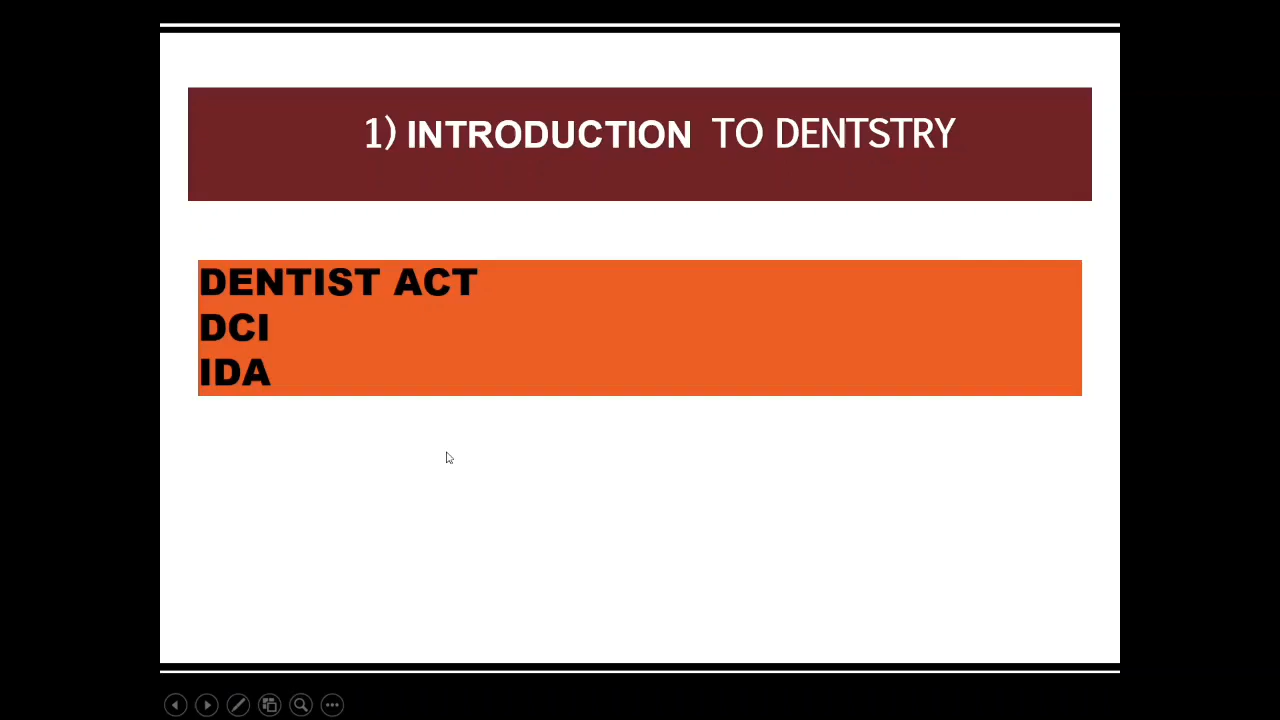 1) INTRODUCTION TO DENTSTRY
DENTIST ACT
DCI
IDA